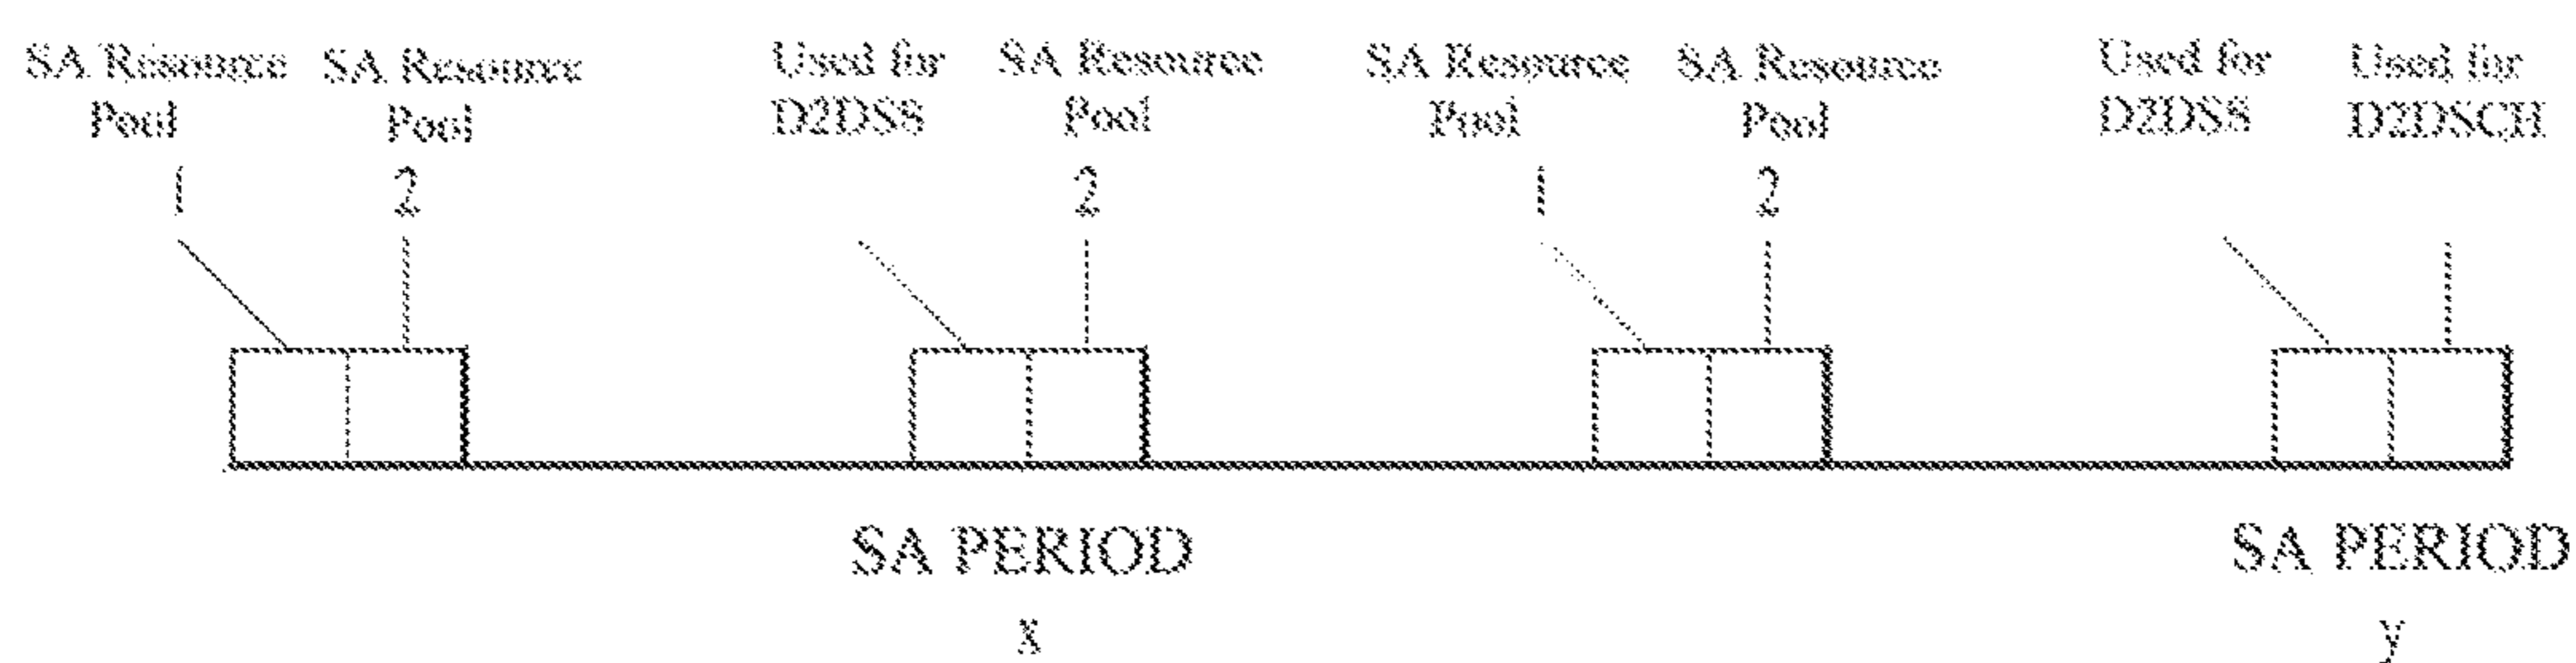 SA Resource
Pool
1
SA Resource
Pool
2
Used for
D2DSS
SA Resource
Pool
2
SA Resource
Pool
1
SA Resource
Pool
2
Used for
D2DSS
Used for
D2DSCH
SA PERIOD
x
SA PERIOD
y